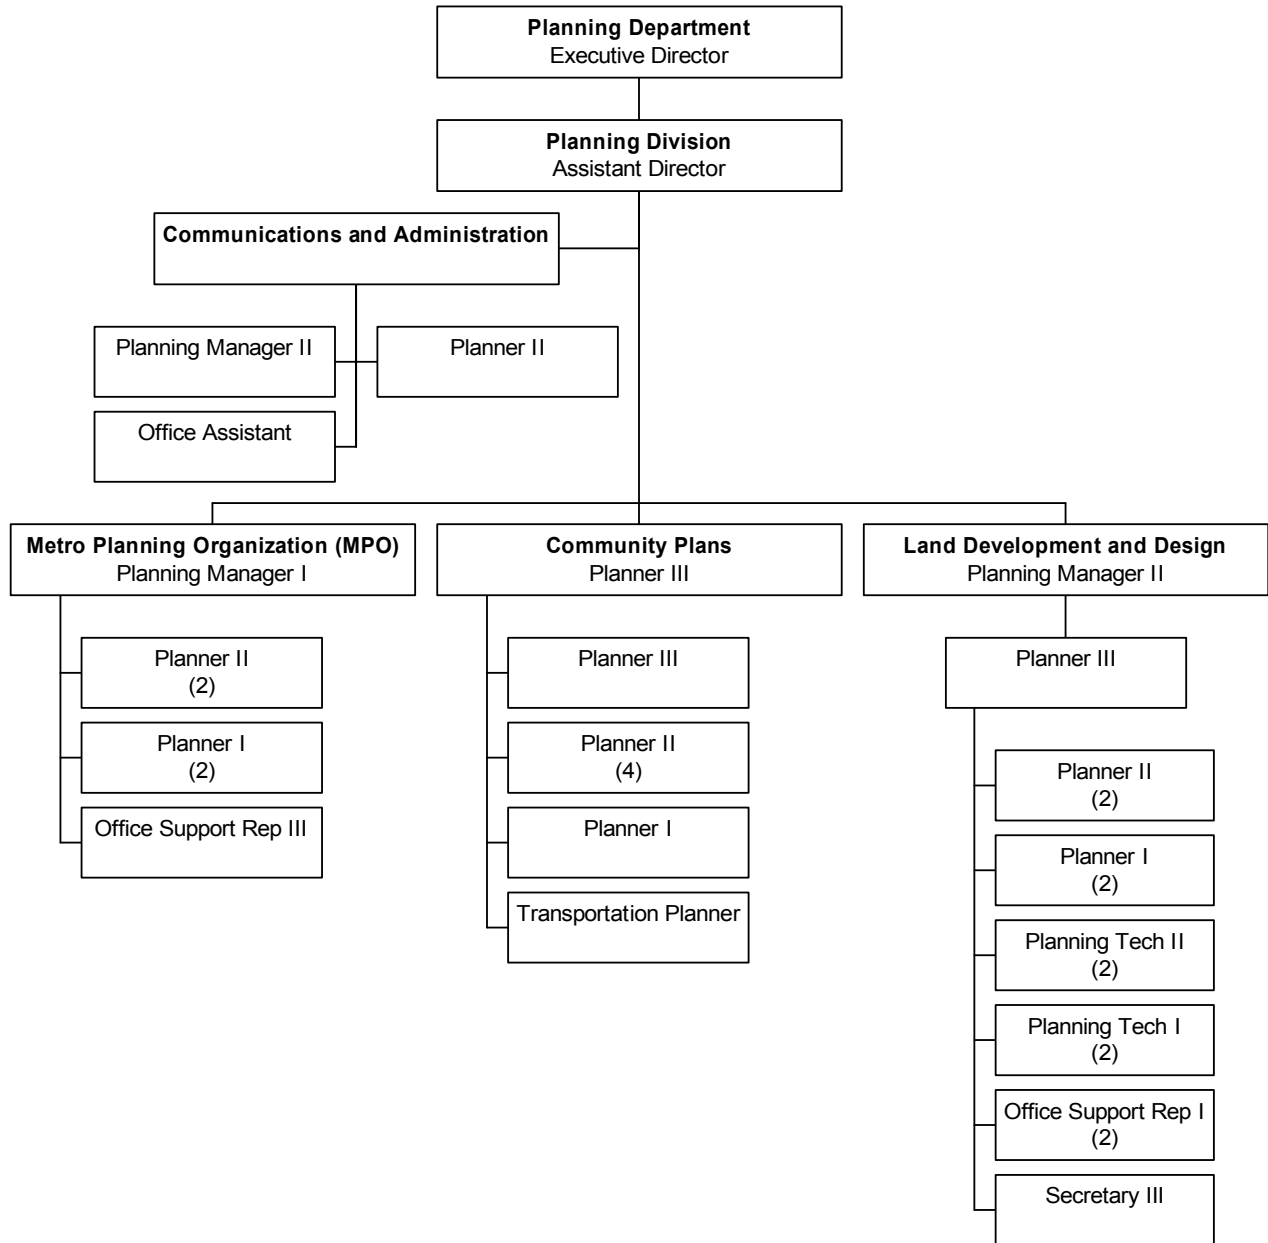 Planning Department
Executive Director
Planning Division
Assistant Director
Communications and Administration
Planning Manager II
Planner II
Office Assistant
Metro Planning Organization (MPO)
Planning Manager I
Planner II
(2)
Planner I
(2)
Office Support Rep III
Community Plans
Planner III
Planner III
Planner II
(4)
Planner I
Transportation Planner
Land Development and Design
Planning Manager II
Planner III
Planner II
(2)
Planner I
(2)
Planning Tech II
(2)
Planning Tech I
(2)
Office Support Rep I
(2)
Secretary III